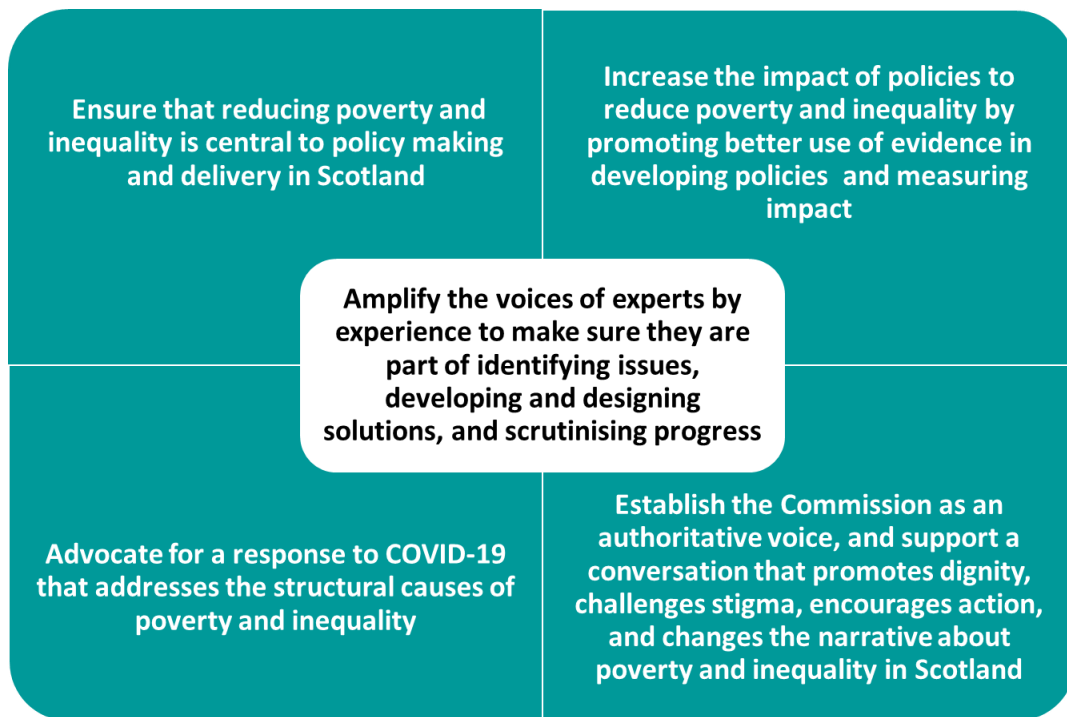 Ensure that reducing poverty and
inequality is central to policy making
and delivery in Scotland
Increase the impact of policies to
reduce poverty and inequality by
promoting better use of evidence in
developing policies and measuring
impact
Amplify the voices of experts by
experience to make sure they are
part of identifying issues,
developing and designing
solutions, and scrutinising progress
Advocate for a response to COVID-19
that addresses the structural causes of
poverty and inequality
Establish the Commission as an
authoritative voice, and support a
conversation that promotes dignity,
challenges stigma, encourages action,
and changes the narrative about
poverty and inequality in Scotland